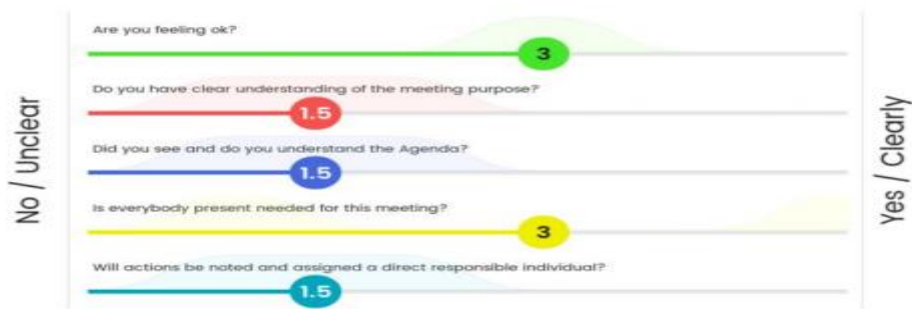 Are you feeling ok?
3
Do you have clear understanding of the meeting purpose?
1.5
Did you see and do you understand the Agenda?
1.5
Is everybody present needed for this meeting?
3
Will actions be noted and assigned a direct responsible individual?
1.5
No / Unclear
Yes / Clearly